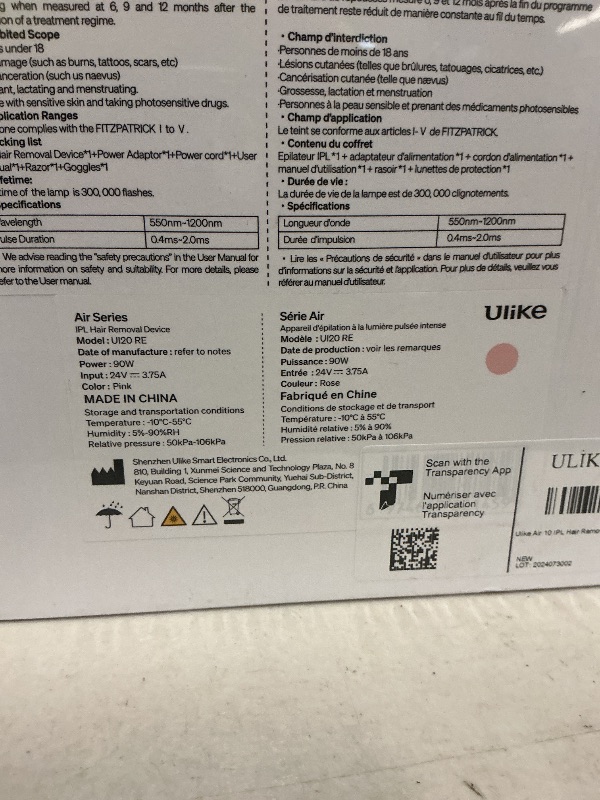 g when measured at 6, 9 and 12 months after the
on of a treatment regime.
bited Scope
s under 18
mage (such as burns, tattoos, scars, etc)
anceration (such us naevus)
ant, lactating and menstruating.
e with sensitive skin and taking photosensitive drugs.
plication Ranges
one complies with the FITZPATRICK I to V.
cking list
air Removal Device*1+Power Adaptor*1+Power cord*1+User
ual*1+Razor*1+Goggles*1
fetime:
time of the lamp is 300,000 flashes.
pecifications
avelength 550nm-1200nm
ulse Duration 0.4ms-2.0ms
We advise reading the "safety precautions" in the User Manual for
more information on safety and suitability. For more details, please
efer to the User manual.
de traitement reste réduit de manière constante au fil du temps.
• Champ d'interdiction
·Personnes de moins de 18 ans
·Lésions cutanées (telles que brûlures, tatouages, cicatrices, etc.)
·Cancérisation cutanée (telle que nævus)
·Grossesse, lactation et menstruation
·Personnes à la peau sensible et prenant des médicaments photosensibles
• Champ d'application
Le teint se conforme aux articles I- V de FITZPATRICK.
• Contenu du coffret
Epilateur IPL *1 + adaptateur d'alimentation *1 + cordon d'alimentation *1 +
manuel d'utilisation *1 + rasoir *1 + lunettes de protection *1
• Durée de vie :
La durée de vie de la lampe est de 300, 000 clignotements.
• Spécifications
Longueur d'onde 550nm-1200nm
Durée d'impulsion 0.4ms-2.0ms
• Lire les « Précautions de sécurité » dans le manuel d'utilisateur pour plus
d'informations sur la sécurité et l'application. Pour plus de détails, veuillez vous
référer au manuel d'utilisateur.
Air Series
IPL Hair Removal Device
Model : UI20 RE
Date of manufacture : refer to notes
Power : 90W
Input : 24V ⎓ 3.75A
Color : Pink
MADE IN CHINA
Storage and transportation conditions
Temperature : -10°C-55°C
Humidity : 5%-90%RH
Relative pressure : 50kPa-106kPa
Série Air
Appareil d'épilation à la lumière pulsée intense
Modèle : UI20 RE
Date de production : voir les remarques
Puissance : 90W
Entrée : 24V ⎓ 3.75A
Couleur : Rose
Fabriqué en Chine
Conditions de stockage et de transport
Température : -10°C à 55°C
Humidité relative : 5% à 90%
Pression relative : 50kPa à 106kPa
Ulike
Shenzhen Ulike Smart Electronics Co., Ltd.
810, Building 1, Xunmei Science and Technology Plaza, No. 8
Keyuan Road, Science Park Community, Yuehai Sub-District,
Nanshan District, Shenzhen 518000, Guangdong, P.R. China
Scan with the
Transparency App
Numériser avec
l'application
Transparency
ULİK
Ulike Air 10 IPL Hair Remo
NEW
LOT 2024073002